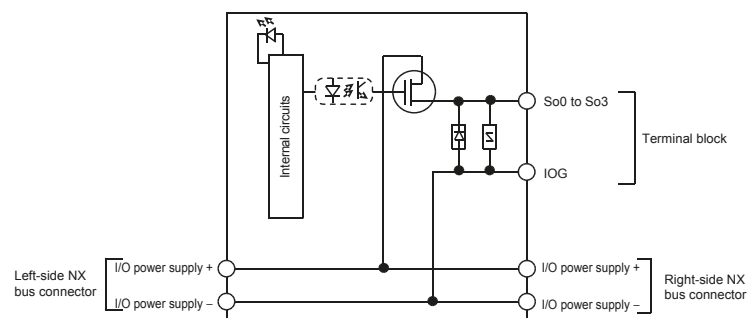 Internal circuits
So0 to So3
Terminal block
IOG
Left-side NX
bus connector
I/O power supply +
I/O power supply –
I/O power supply +
I/O power supply –
Right-side NX
bus connector